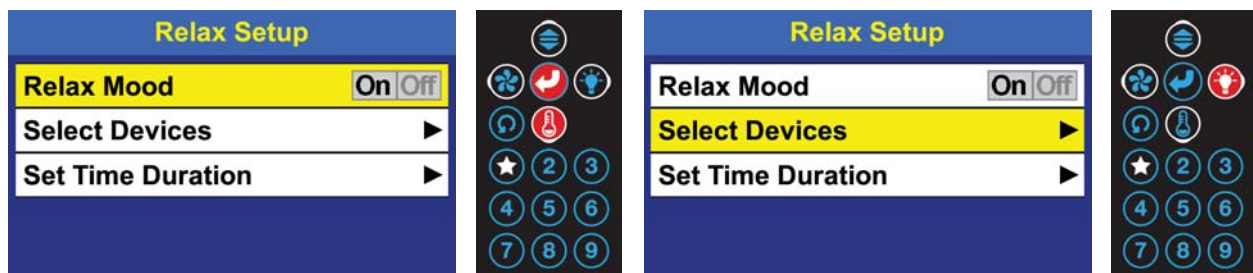 Relax Setup
Relax Mood On Off
Select Devices
Set Time Duration
2 3
4 5 6
7 8 9
Relax Setup
Relax Mood On Off
Select Devices
Set Time Duration
2 3
4 5 6
7 8 9